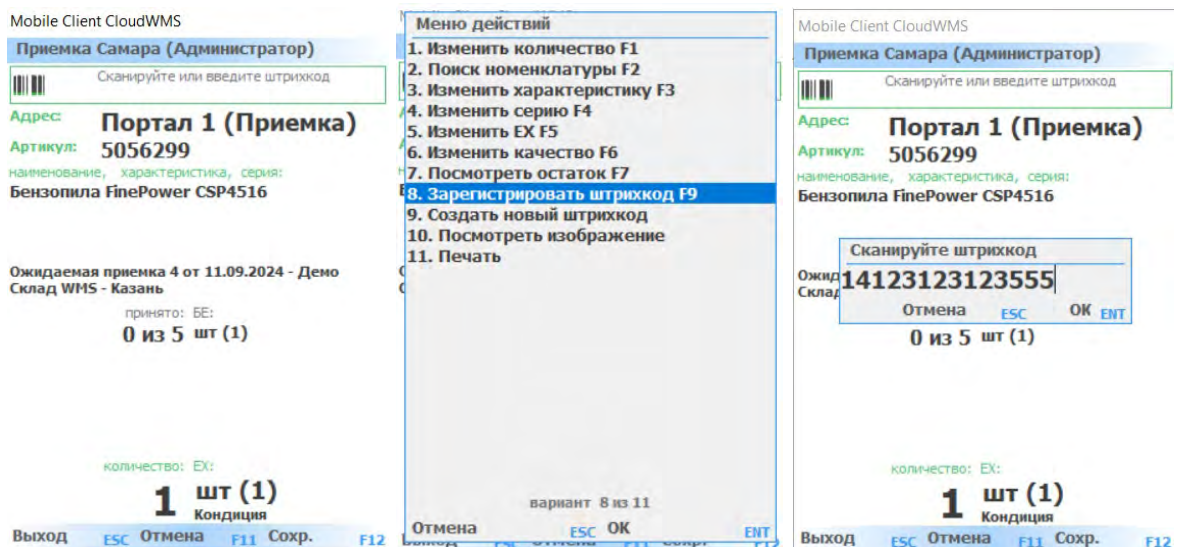 Mobile Client CloudWMS
Приемка Самара (Администратор)
Сканируйте или введите штрихкод
Адрес: Портал 1 (Приемка)
Артикул: 5056299
наименование, характеристика, серия:
Бензопила FinePower CSP4516
Ожидаемая приемка 4 от 11.09.2024 - Демо
Склад WMS - Казань
принято: БЕ:
0 из 5 шт (1)
количество: ЕХ:
1 шт (1)
Кондиция
Выход ESC Отмена F11 Сохр. F12
Меню действий
1. Изменить количество F1
2. Поиск номенклатуры F2
3. Изменить характеристику F3
4. Изменить серию F4
5. Изменить ЕХ F5
6. Изменить качество F6
7. Посмотреть остаток F7
8. Зарегистрировать штрихкод F9
9. Создать новый штрихкод
10. Посмотреть изображение
11. Печать
вариант 8 из 11
Отмена ESC OK ENT
Mobile Client CloudWMS
Приемка Самара (Администратор)
Сканируйте или введите штрихкод
Адрес: Портал 1 (Приемка)
Артикул: 5056299
наименование, характеристика, серия:
Бензопила FinePower CSP4516
Сканируйте штрихкод
Ожид
14123123123555
Склад
Отмена ESC OK ENT
0 из 5 шт (1)
количество: ЕХ:
1 шт (1)
Кондиция
Выход ESC Отмена F11 Сохр. F12